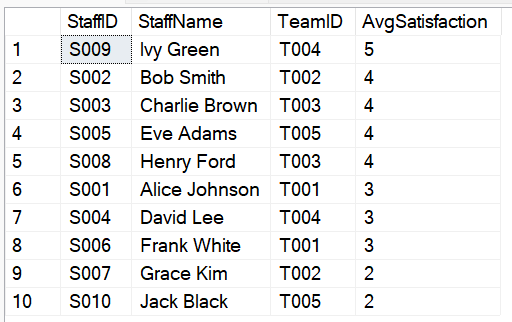 StaffID StaffName TeamID AvgSatisfaction
1 S009 Ivy Green T004 5
2 S002 Bob Smith T002 4
3 S003 Charlie Brown T003 4
4 S005 Eve Adams T005 4
5 S008 Henry Ford T003 4
6 S001 Alice Johnson T001 3
7 S004 David Lee T004 3
8 S006 Frank White T001 3
9 S007 Grace Kim T002 2
10 S010 Jack Black T005 2